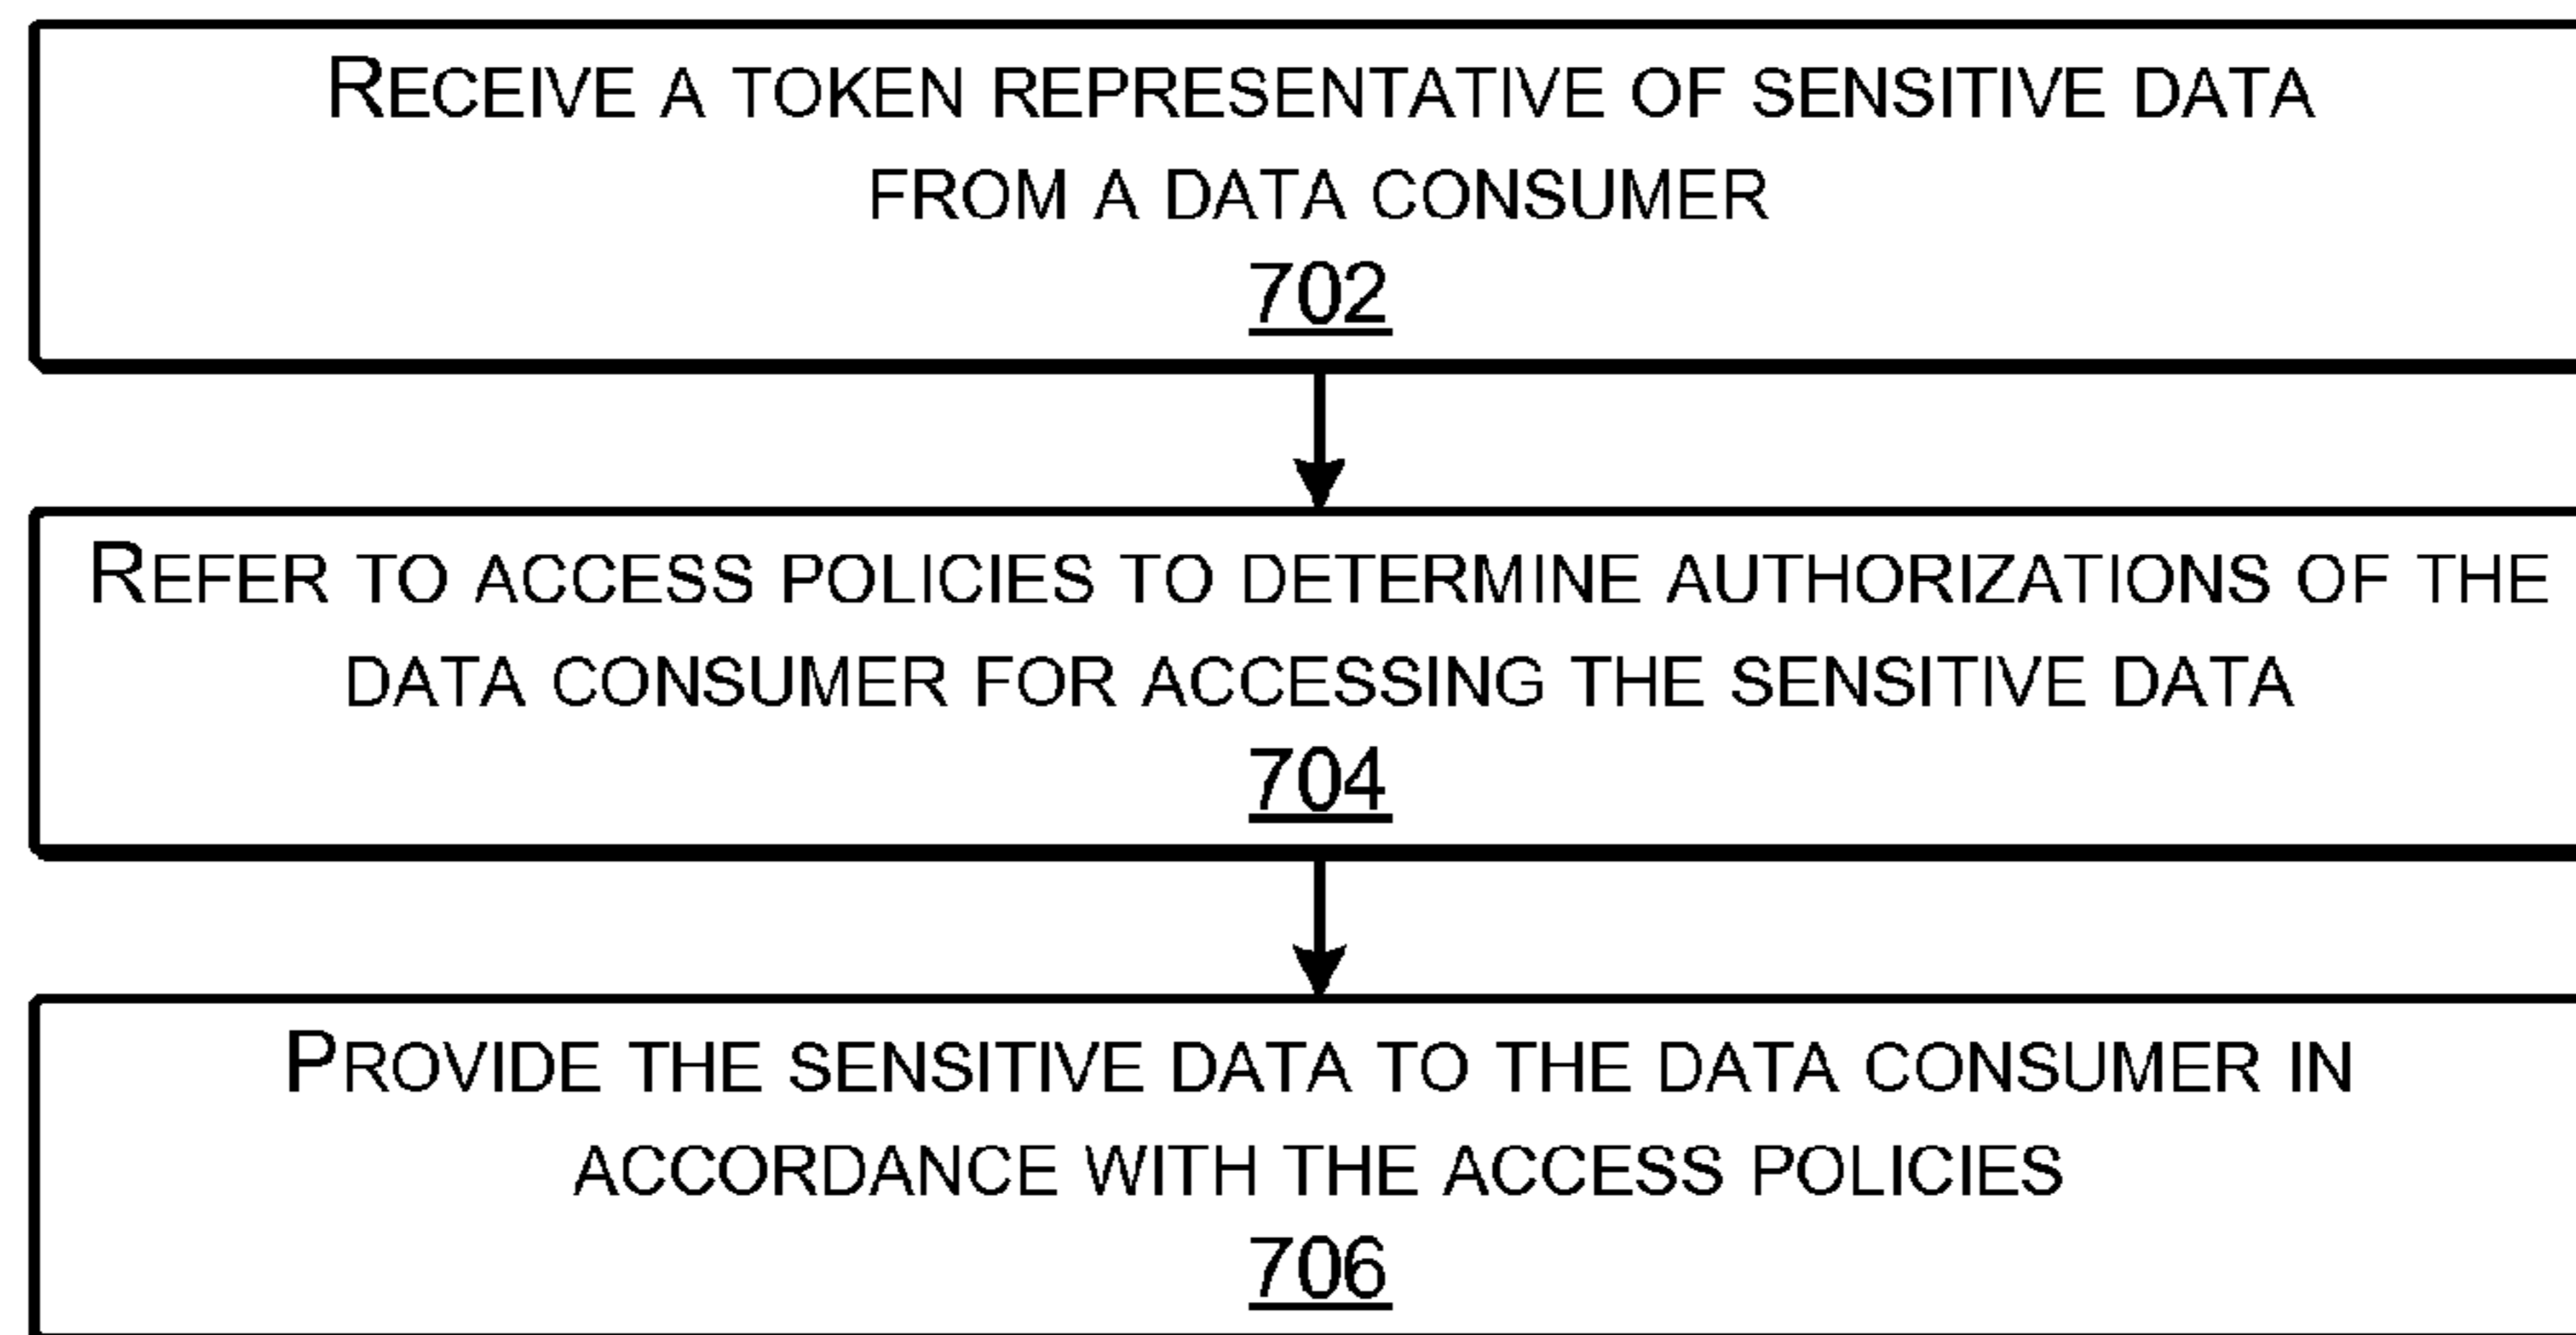 RECEIVE A TOKEN REPRESENTATIVE OF SENSITIVE DATA
FROM A DATA CONSUMER
702
REFER TO ACCESS POLICIES TO DETERMINE AUTHORIZATIONS OF THE
DATA CONSUMER FOR ACCESSING THE SENSITIVE DATA
704
PROVIDE THE SENSITIVE DATA TO THE DATA CONSUMER IN
ACCORDANCE WITH THE ACCESS POLICIES
706